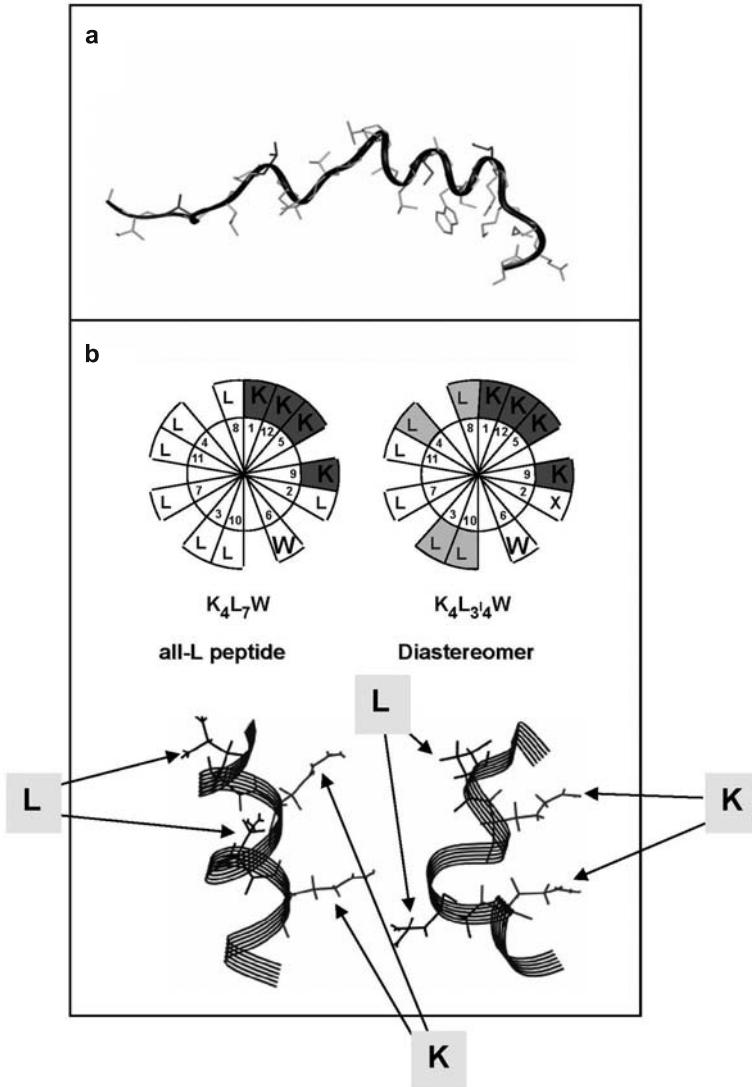 a
b
L K K K K L W L L L L L
8 1 12 5 9 2 6 10 3 7 11 4
L K K K K X W L L L L L
8 1 12 5 9 2 6 10 3 7 11 4
K₄L₇W
K₄L₃l₄W
all-L peptide
Diastereomer
L
L
K
K